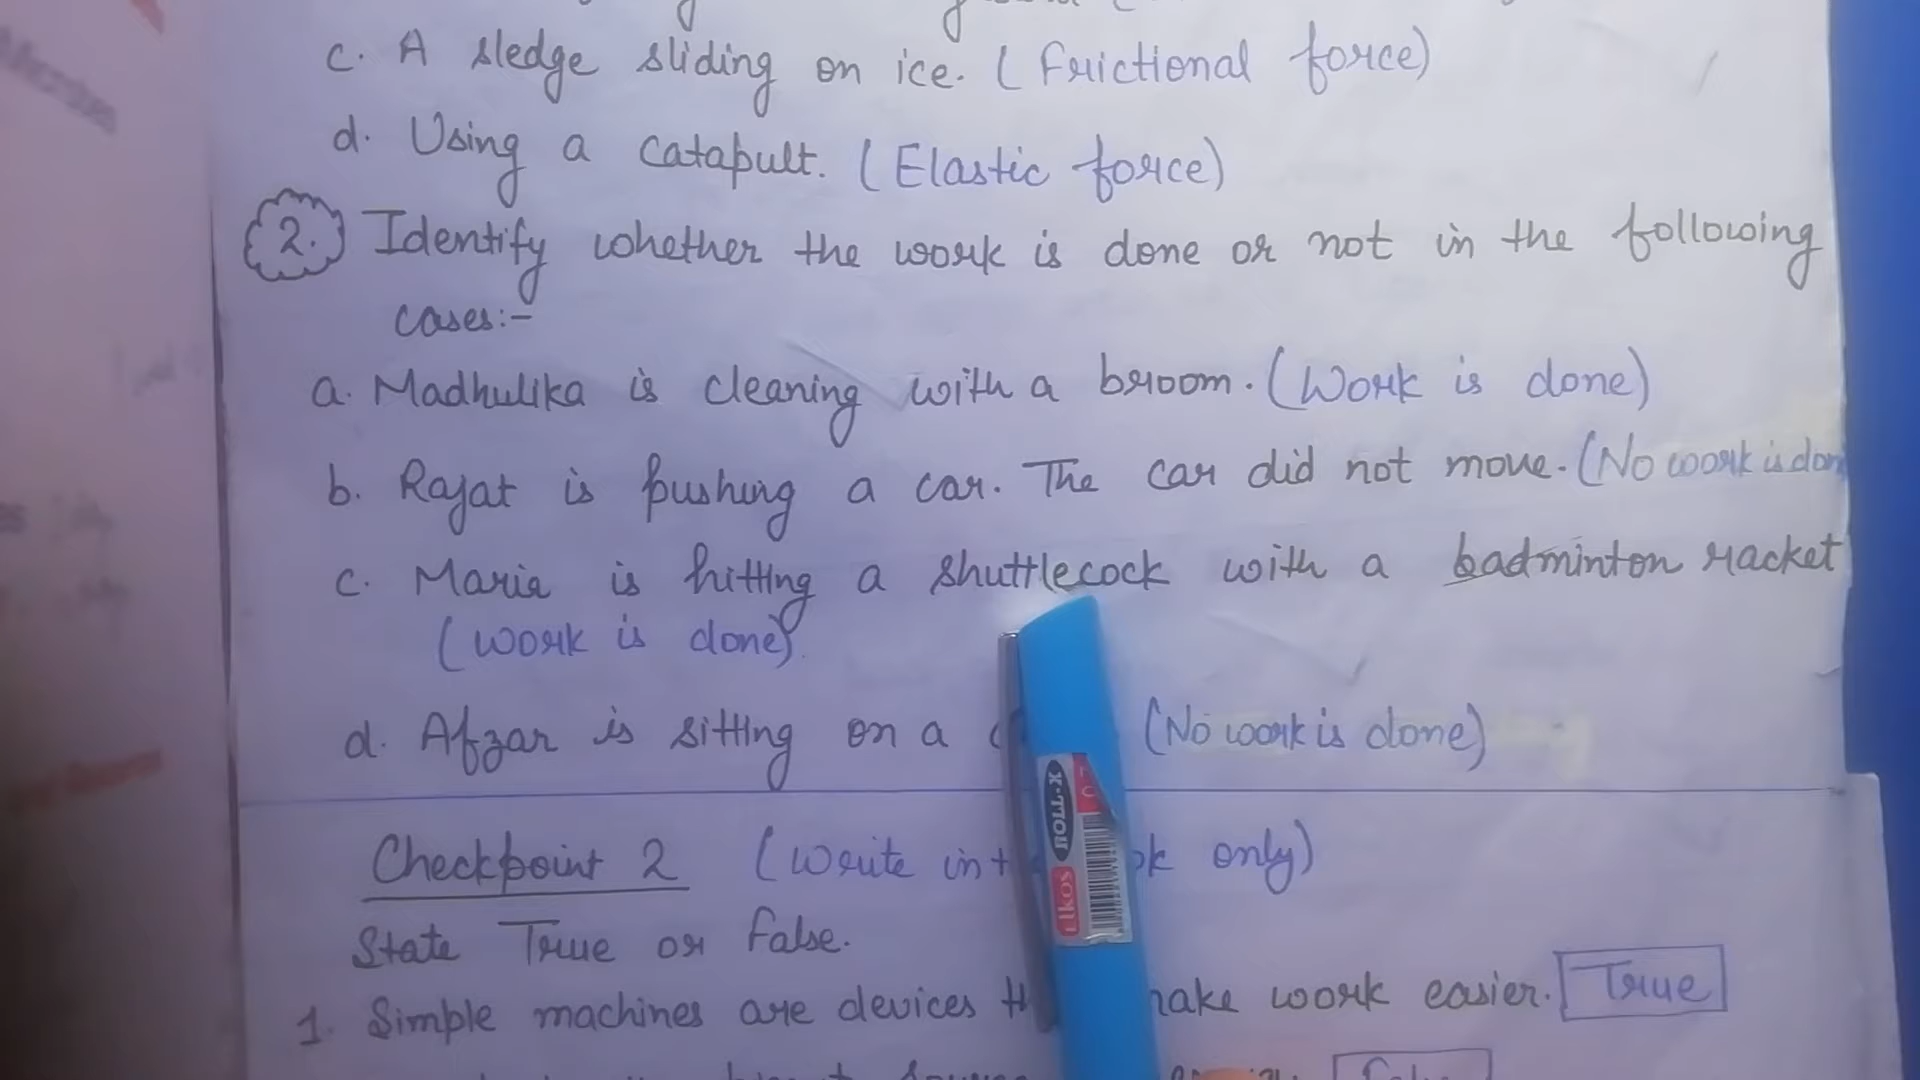 c. A sledge sliding on ice. (Frictional force)
d. Using a catapult. (Elastic force)
2. Identify whether the work is done or not in the following
cases:-
a. Madhulika is cleaning with a broom. (Work is done)
b. Rajat is pushing a car. The car did not move. (No work is don
c. Maria is hitting a shuttlecock with a badminton racket
(work is done).
d. Afzar is sitting on a (No work is done)
Checkpoint 2 (Write in only)
State True or False.
1. Simple machines are devices make work easier. True
ROLL-X
Elkos